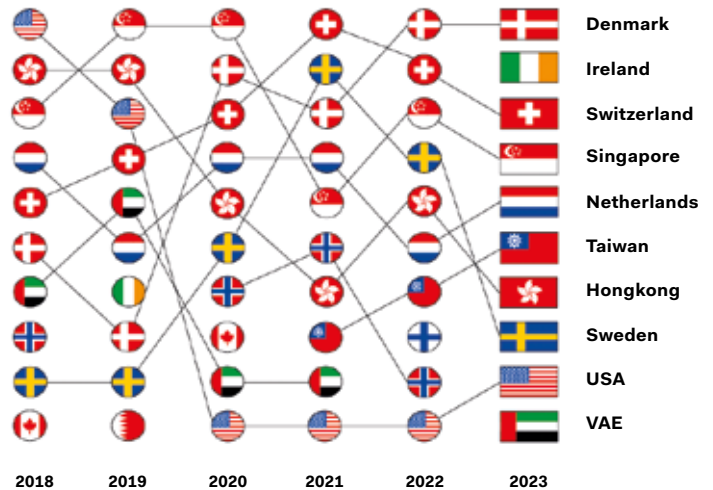 Denmark
Ireland
Switzerland
Singapore
Netherlands
Taiwan
Hongkong
Sweden
USA
VAE
2018 2019 2020 2021 2022 2023